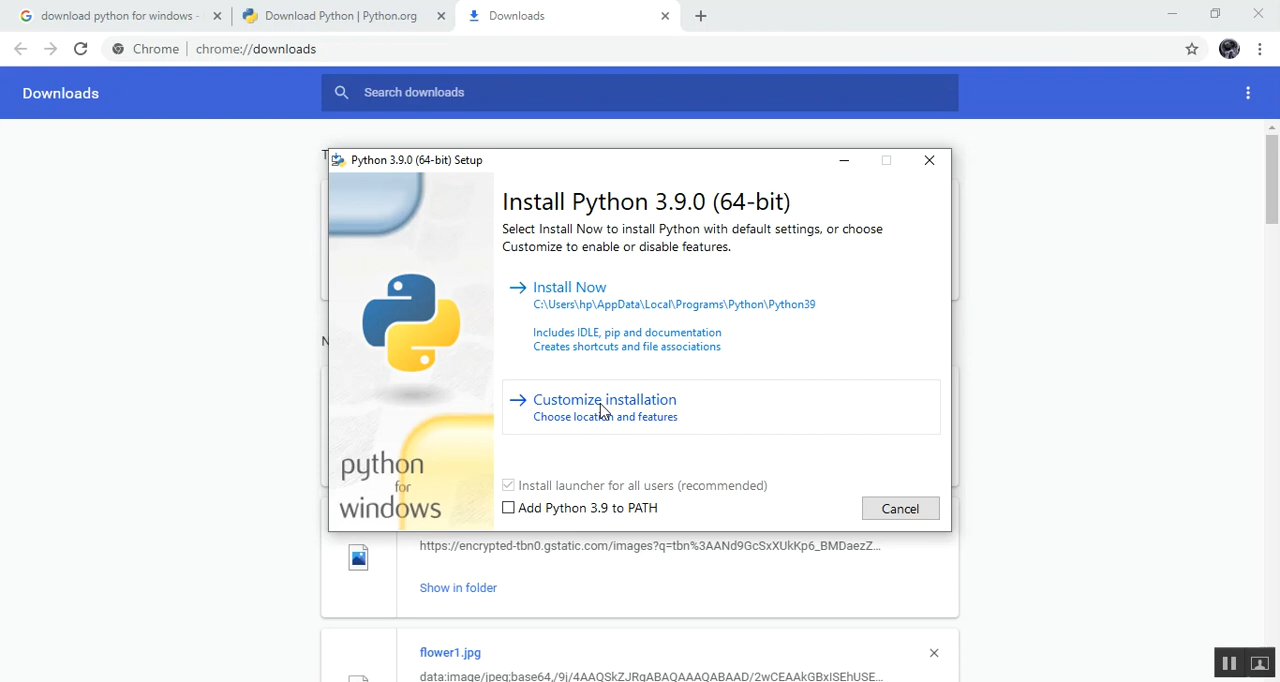 download python for windows -
Download Python | Python.org
Downloads
Chrome
chrome://downloads
Downloads
Search downloads
T
Python 3.9.0 (64-bit) Setup
Install Python 3.9.0 (64-bit)
Select Install Now to install Python with default settings, or choose
Customize to enable or disable features.
Install Now
C:\Users\hp\AppData\Local\Programs\Python\Python39
Includes IDLE, pip and documentation
Creates shortcuts and file associations
Customize installation
Choose location and features
python
for
windows
Install launcher for all users (recommended)
Add Python 3.9 to PATH
Cancel
https://encrypted-tbn0.gstatic.com/images?q=tbn%3AANd9GcSxXUkKp6_BMDaezZ...
Show in folder
flower1.jpg
data:image/jpeg;base64,/9j/4AAQSkZJRgABAQAAAQABAAD/2wCEAAkGBxISEhUSE...